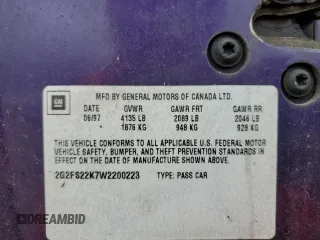 GM
MFD BY GENERAL MOTORS OF CANADA LTD.
DATE GVWR GAWR FRT GAWR RR
06/97 4135 LB 2089 LB 2046 LB
1876 KG 948 KG 928 KG
THIS VEHICLE CONFORMS TO ALL APPLICABLE U.S. FEDERAL MOTOR
VEHICLE SAFETY, BUMPER, AND THEFT PREVENTION STANDARDS IN
EFFECT ON THE DATE OF MANUFACTURE SHOWN ABOVE.
2G2FS22K7W2200223 TYPE: PASS CAR
DREAMBID